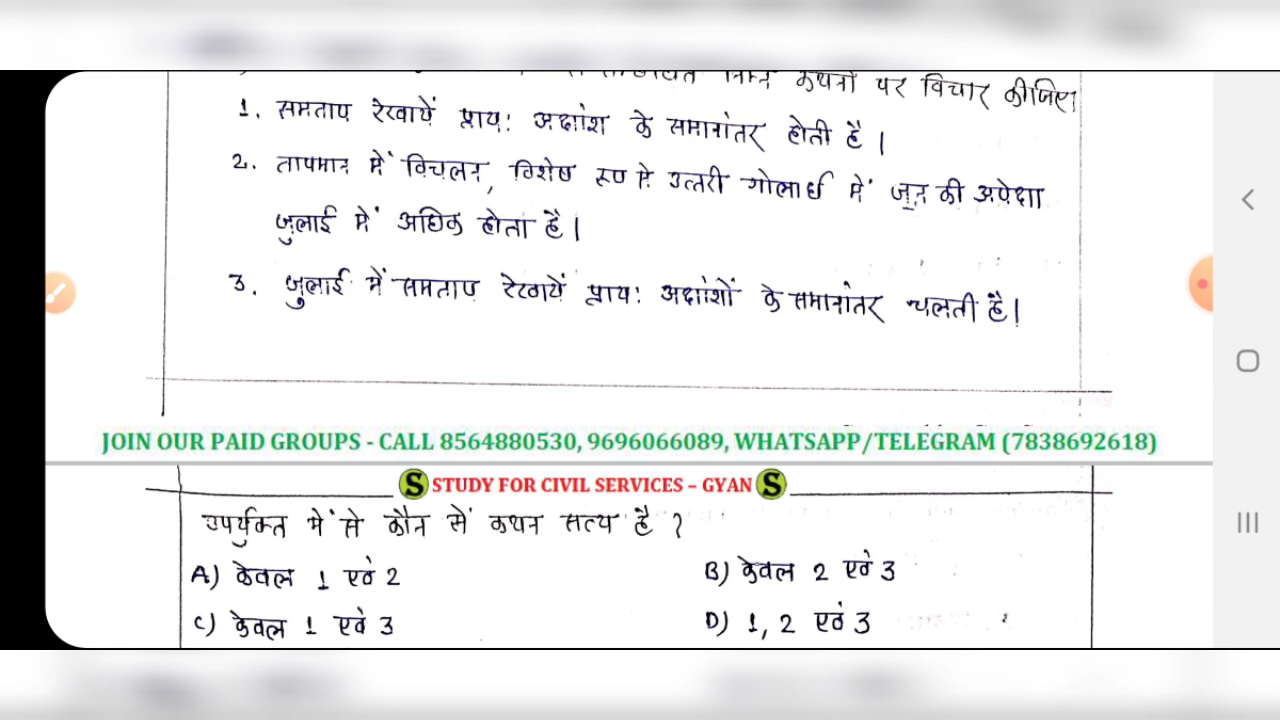 निम्न कथनों पर विचार कीजिए।
1. समताप रेखायें प्राय: अक्षांश के समानांतर होती है।
2. तापमान में विचलन, विशेष रूप से उत्तरी गोलार्ध में जून की अपेक्षा
जुलाई में अधिक होता है।
3. जुलाई में समताप रेखायें प्राय: अक्षांशों के समानांतर चलती है।
JOIN OUR PAID GROUPS - CALL 8564880530, 9696066089, WHATSAPP/TELEGRAM (7838692618)
S STUDY FOR CIVIL SERVICES – GYAN S
उपर्युक्त में से कौन सें कथन सत्य है ?
A) केवल 1 एवं 2
B) केवल 2 एवं 3
C) केवल 1 एवं 3
D) 1, 2 एवं 3